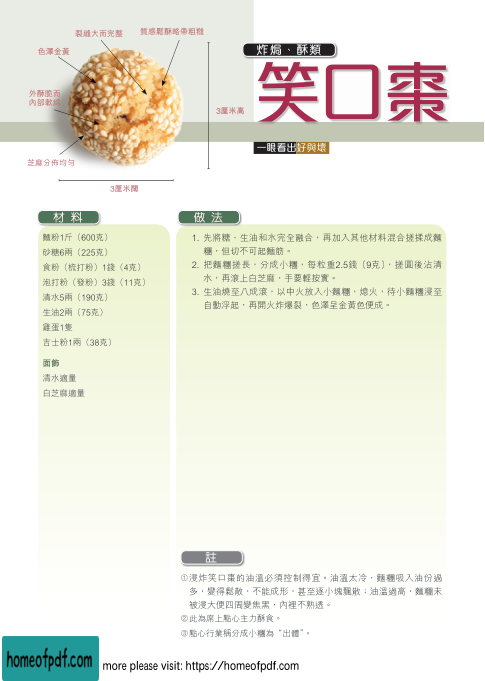 裂縫大而完整
質感鬆酥略帶粗糙
色澤金黃
外酥脆而
內部軟綿
芝麻分佈均勻
3厘米高
3厘米闊
炸焗、酥類
笑口棗
一眼看出好與壞
材料
麵粉1斤（600克）
砂糖6兩（225克）
食粉（梳打粉）1錢（4克）
泡打粉（發粉）3錢（11克）
清水5兩（190克）
生油2兩（75克）
雞蛋1隻
吉士粉1兩（38克）
面飾
清水適量
白芝麻適量
做法
1. 先將糖、生油和水完全融合，再加入其他材料混合搓揉成麵
糰，但切不可起麵筋。
2. 把麵糰搓長，分成小糰，每粒重2.5錢（9克），搓圓後沾清
水，再滾上白芝麻，手要輕按實。
3. 生油燒至八成滾，以中火放入小麵糰，熄火，待小麵糰浸至
自動浮起，再開火炸爆裂，色澤呈金黃色便成。
註
①浸炸笑口棗的油溫必須控制得宜。油溫太冷，麵糰吸入油份過
多，變得鬆散，不能成形，甚至逐小塊飄散；油溫過高，麵糰未
被浸大便四周變焦黑，內裡不熟透。
②此為席上點心主力酥食。
③點心行業稱分成小糰為“出體”。
homeofpdf.com
more please visit: https://homeofpdf.com